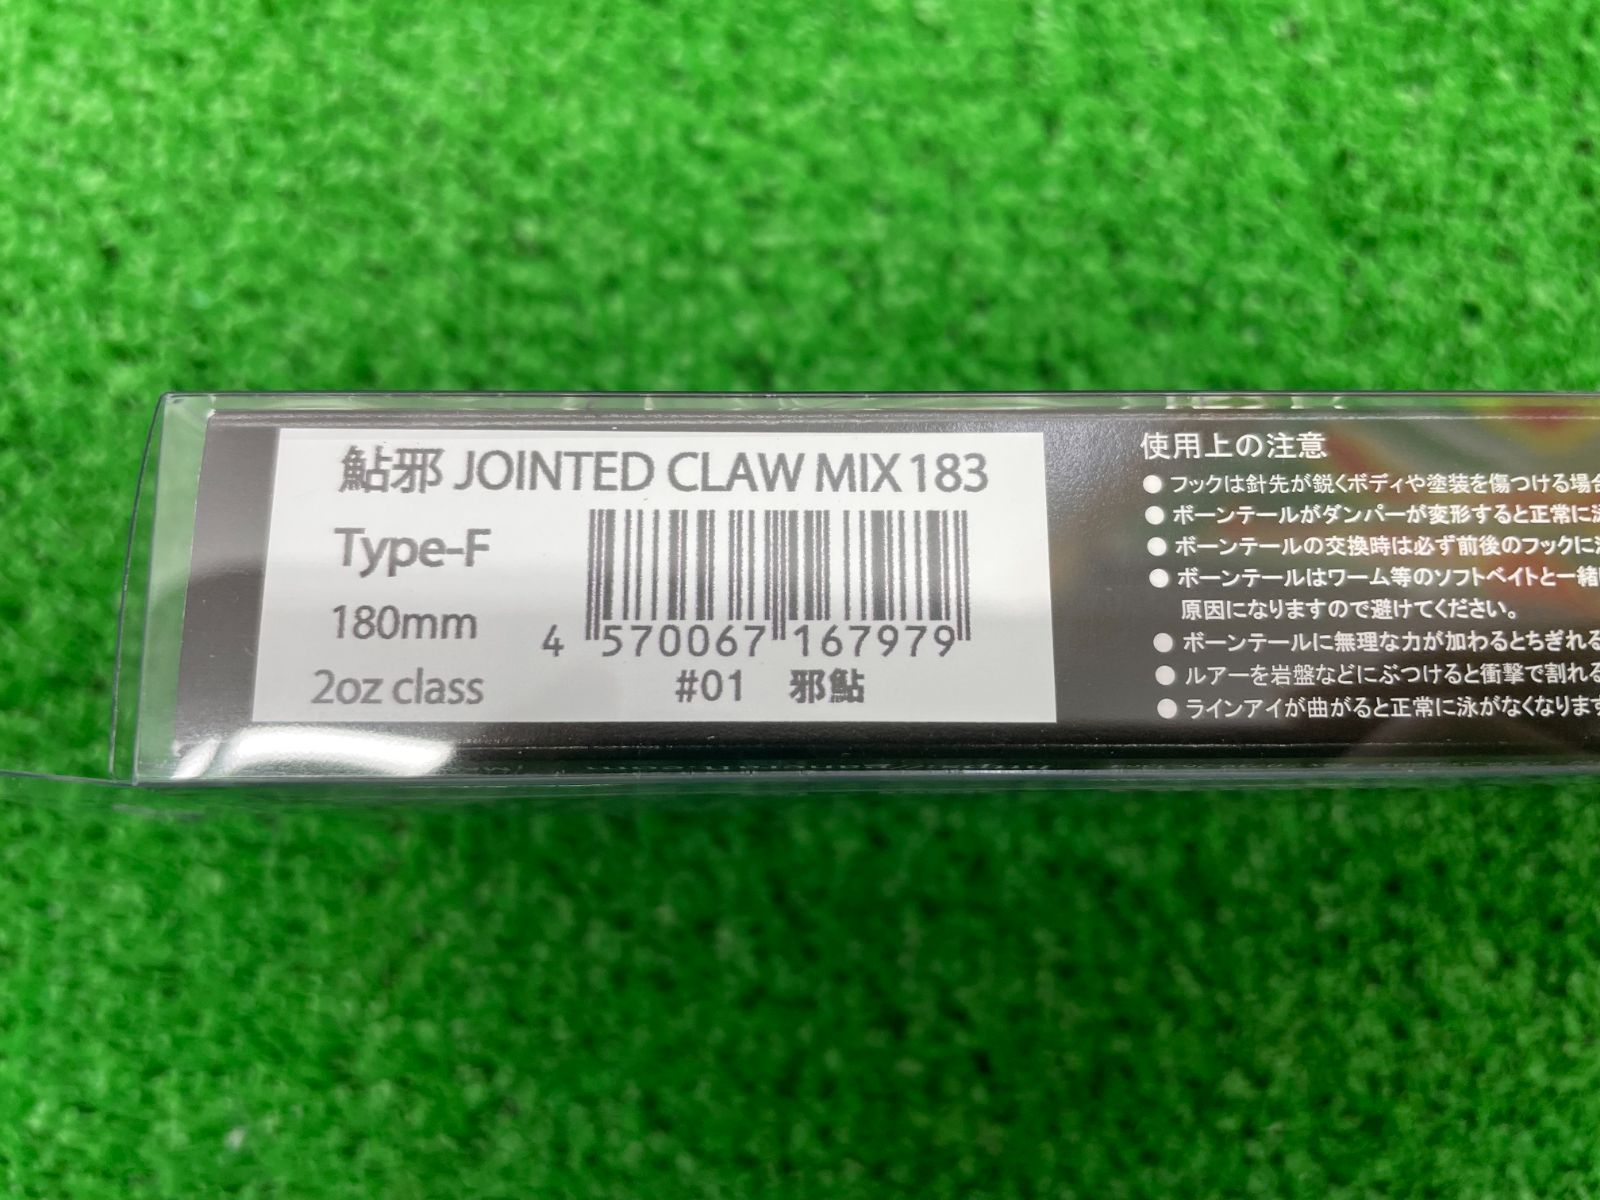 鮎邪 JOINTED CLAW MIX 183
Type-F
180mm
2oz class
4 570067 167979
#01 邪鮎
使用上の注意
●フックは針先が鋭くボディや塗装を傷つける場合
●ボーンテールがダンパーが変形すると正常に泳
●ボーンテールの交換時は必ず前後のフックに注
●ボーンテールはワーム等のソフトベイトと一緒に
原因になりますので避けてください。
●ボーンテールに無理な力が加わるとちぎれる
●ルアーを岩盤などにぶつけると衝撃で割れる
●ラインアイが曲がると正常に泳がなくなります